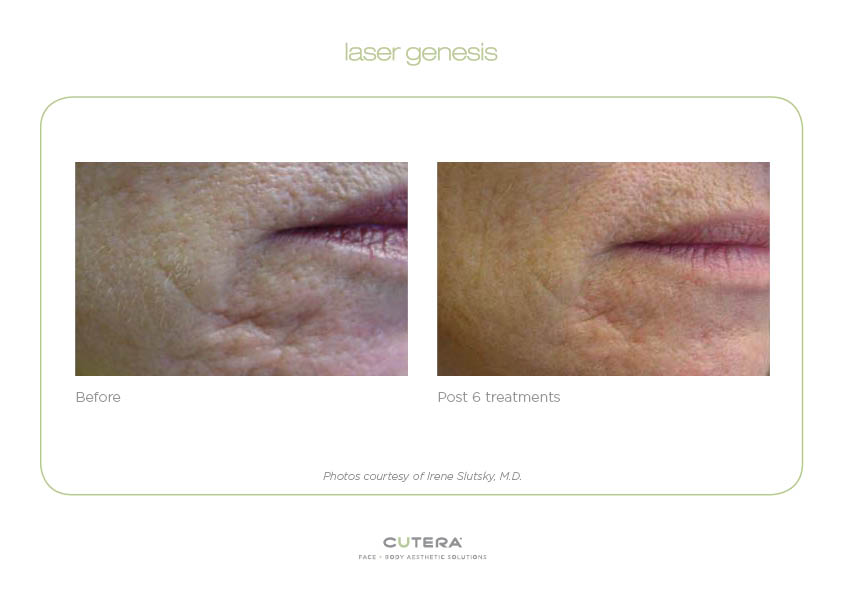 laser genesis
Before
Post 6 treatments
Photos courtesy of Irene Slutsky, M.D.
CUTERA
FACE + BODY AESTHETIC SOLUTIONS